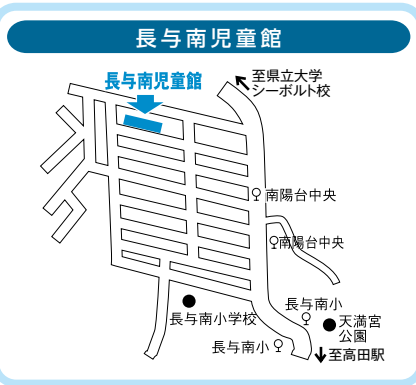 長与南児童館
長与南児童館
至県立大学
シーボルト校
南陽台中央
南陽台中央
長与南小
長与南小学校
天満宮
公園
長与南小
至高田駅